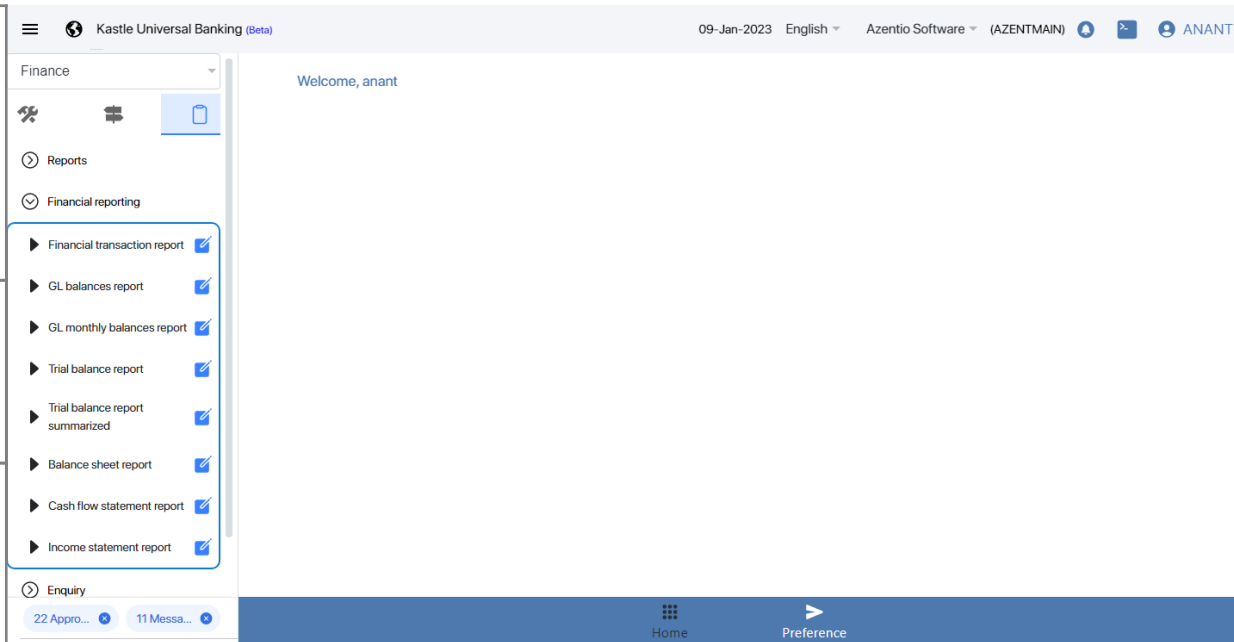 Kastle Universal Banking (Beta)
09-Jan-2023 English Azentio Software (AZENTMAIN) ANANT
Finance
Welcome, anant
Reports
Financial reporting
Financial transaction report
GL balances report
GL monthly balances report
Trial balance report
Trial balance report
summarized
Balance sheet report
Cash flow statement report
Income statement report
Enquiry
22 Appro... 11 Messa...
Home Preference